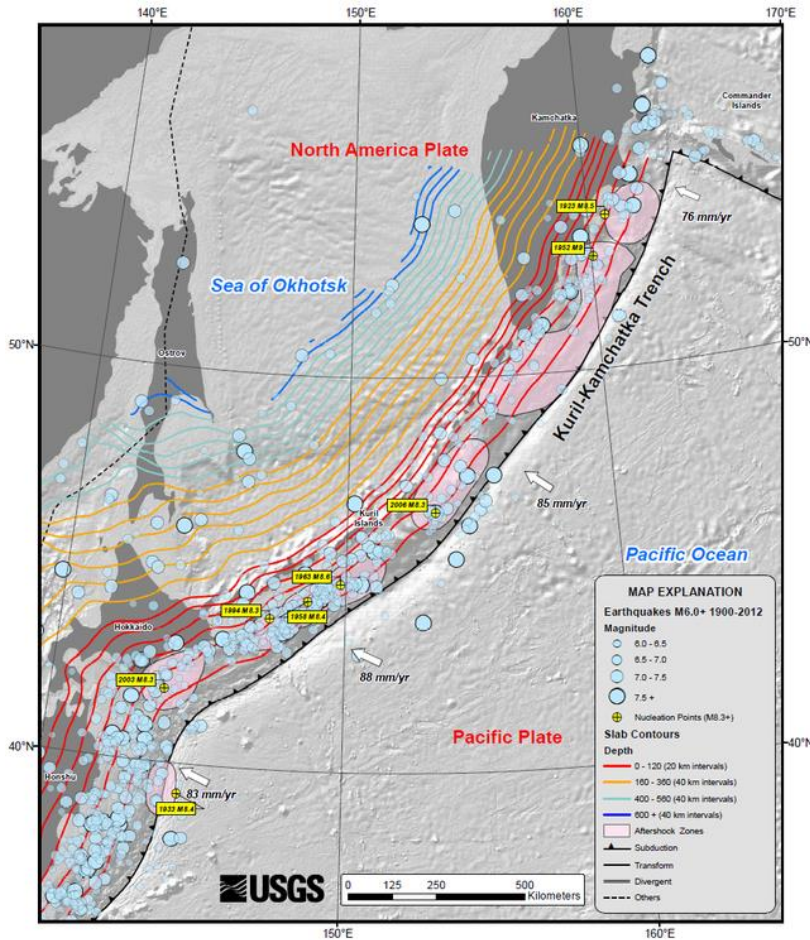 140°E
150°E
160°E
170°E
Commander
Islands
Kamchatka
North America Plate
1923 M8.5
76 mm/yr
1952 M9
Sea of Okhotsk
50°N
50°N
Ostrov
Kuril-Kamchatka Trench
85 mm/yr
2006 M8.3
Kuril
Islands
Pacific Ocean
1963 M8.6
1994 M8.3
1958 M8.4
Hokkaido
88 mm/yr
2003 M8.3
Pacific Plate
40°N
40°N
Honshu
83 mm/yr
1933 M8.4
MAP EXPLANATION
Earthquakes M6.0+ 1900-2012
Magnitude
6.0 - 6.5
6.5 - 7.0
7.0 - 7.5
7.5 +
Nucleation Points (M8.3+)
Slab Contours
Depth
0 - 120 (20 km intervals)
160 - 360 (40 km intervals)
400 - 560 (40 km intervals)
600 + (40 km intervals)
Aftershock Zones
Subduction
Transform
Divergent
Others
USGS
0 125 250 500
Kilometers
150°E
160°E